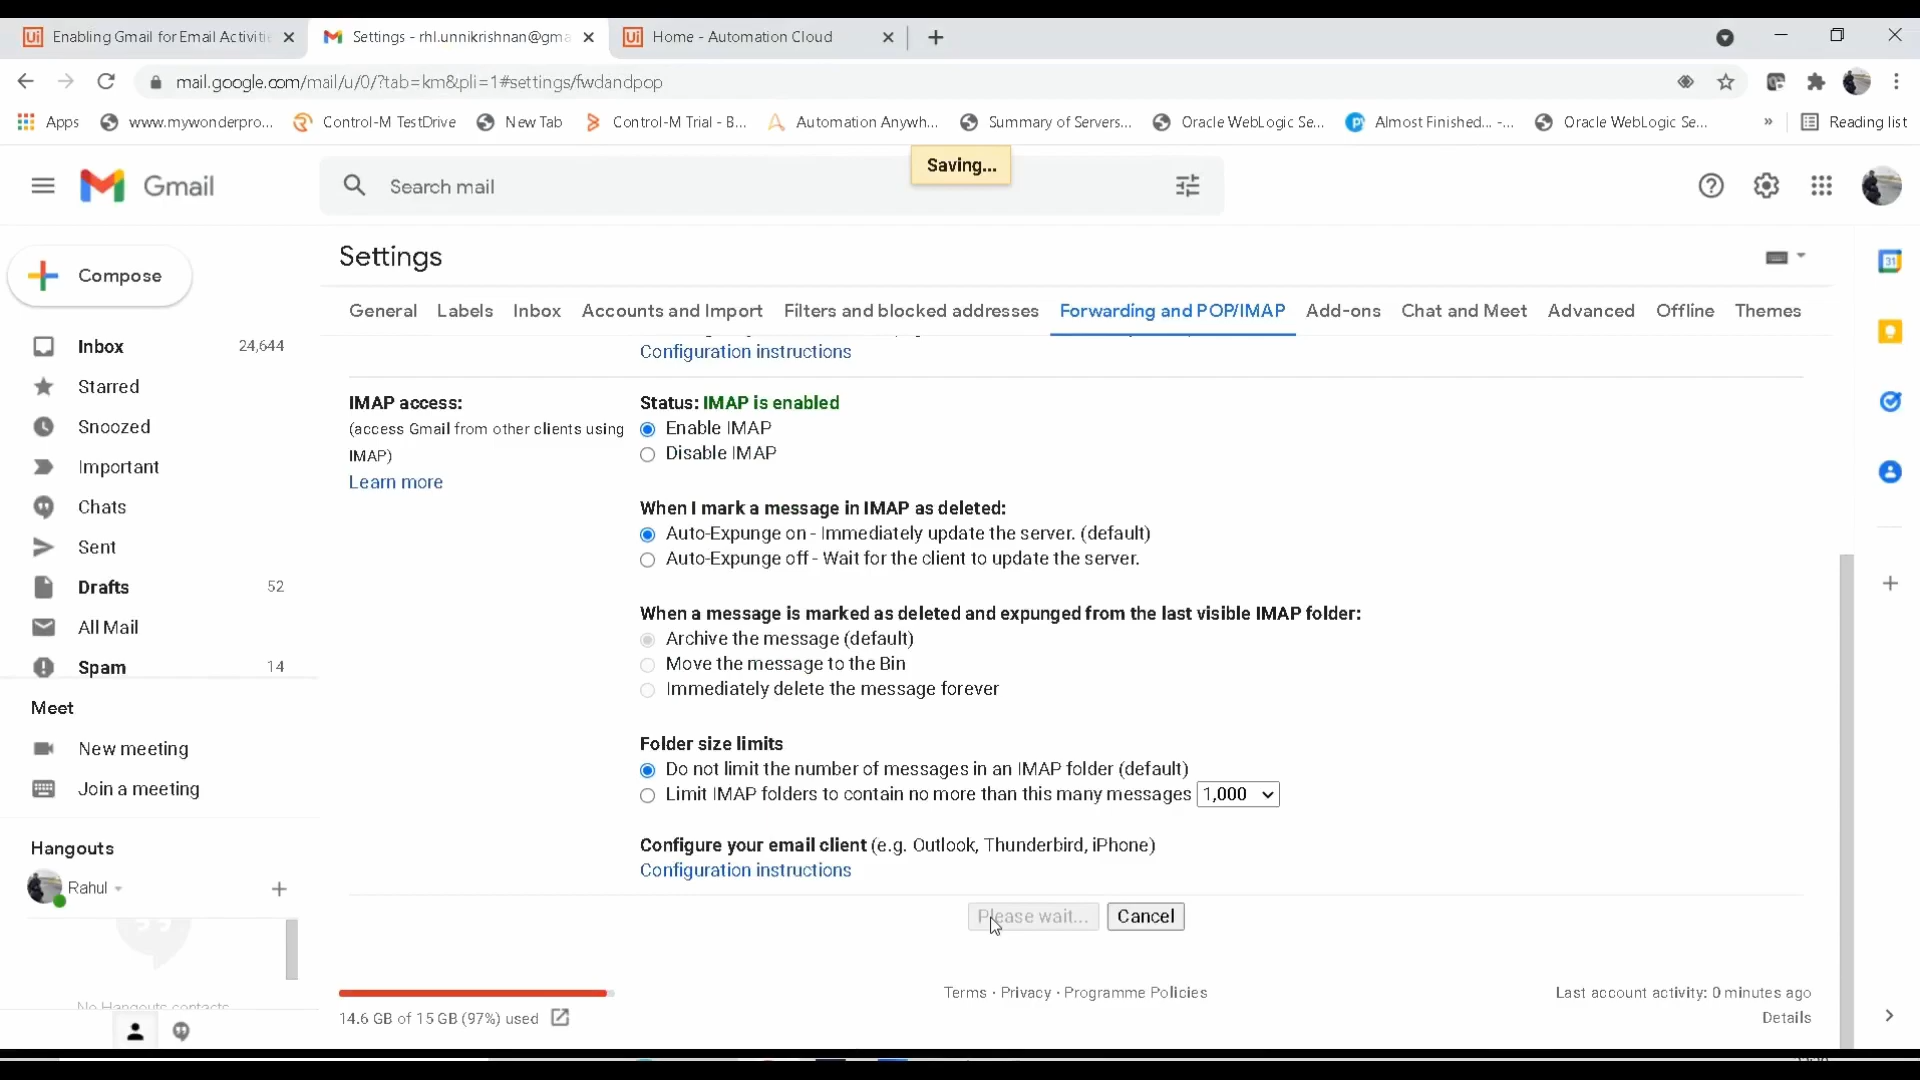 Enabling Gmail for Email Activiti
Settings - rhl.unnikrishnan@gma
Home - Automation Cloud
mail.google.com/mail/u/0/?tab=km&pli=1#settings/fwdandpop
Apps
www.mywonderpro...
Control-M TestDrive
New Tab
Control-M Trial - B...
Automation Anywh...
Summary of Servers...
Oracle WebLogic Se...
Almost Finished... -...
Oracle WebLogic Se...
»
Reading list
Saving...
Gmail
Search mail
Compose
Settings
General
Labels
Inbox
Accounts and Import
Filters and blocked addresses
Forwarding and POP/IMAP
Add-ons
Chat and Meet
Advanced
Offline
Themes
Inbox 24,644
Starred
Snoozed
Important
Chats
Sent
Drafts 52
All Mail
Spam 14
Meet
New meeting
Join a meeting
Hangouts
Rahul
No Hangouts contacts
Configuration instructions
IMAP access:
(access Gmail from other clients using
IMAP)
Learn more
Status: IMAP is enabled
Enable IMAP
Disable IMAP
When I mark a message in IMAP as deleted:
Auto-Expunge on - Immediately update the server. (default)
Auto-Expunge off - Wait for the client to update the server.
When a message is marked as deleted and expunged from the last visible IMAP folder:
Archive the message (default)
Move the message to the Bin
Immediately delete the message forever
Folder size limits
Do not limit the number of messages in an IMAP folder (default)
Limit IMAP folders to contain no more than this many messages 1,000
Configure your email client (e.g. Outlook, Thunderbird, iPhone)
Configuration instructions
Please wait...
Cancel
14.6 GB of 15 GB (97%) used
Terms · Privacy · Programme Policies
Last account activity: 0 minutes ago
Details
31